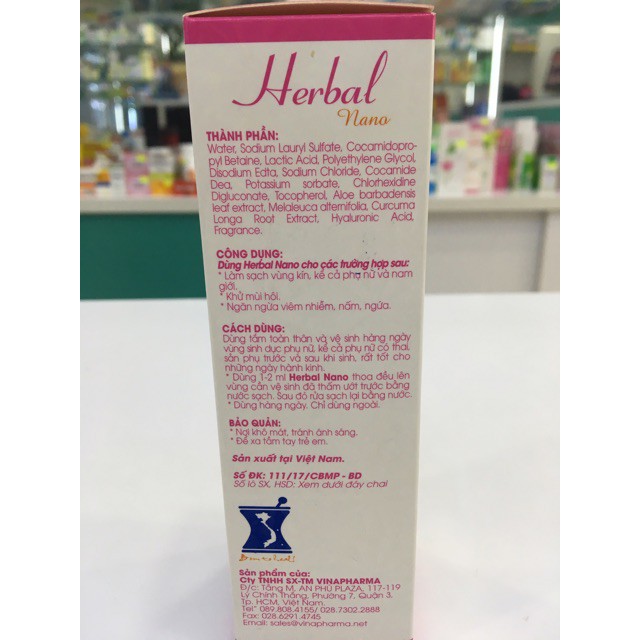 Herbal
Nano
THÀNH PHẦN:
Water, Sodium Lauryl Sulfate, Cocamidopro-
pyl Betaine, Lactic Acid, Polyethylene Glycol,
Disodium Edta, Sodium Chloride, Cocamide
Dea, Potassium sorbate, Chlorhexidine
Digluconate, Tocopherol, Aloe barbadensis
leaf extract, Melaleuca alternifolia, Curcuma
Longa Root Extract, Hyaluronic Acid,
Fragrance.
CÔNG DỤNG:
Dùng Herbal Nano cho các trường hợp sau:
* Làm sạch vùng kín, kể cả phụ nữ và nam
giới.
* Khử mùi hôi.
* Ngăn ngừa viêm nhiễm, nấm, ngứa.
CÁCH DÙNG:
Dùng tắm toàn thân và vệ sinh hàng ngày
vùng sinh dục phụ nữ, kể cả phụ nữ có thai,
sản phụ trước và sau khi sinh, rất tốt cho
những ngày hành kinh.
* Dùng 1-2 ml Herbal Nano thoa đều lên
vùng cần vệ sinh đã thấm ướt trước bằng
nước sạch. Sau đó rửa sạch lại bằng nước.
* Dùng hàng ngày. Chỉ dùng ngoài.
BẢO QUẢN:
* Nơi khô mát, tránh ánh sáng.
* Để xa tầm tay trẻ em.
Sản xuất tại Việt Nam.
Số ĐK: 111/17/CBMP - BD
Số lô SX, HSD: Xem dưới đáy chai
Sản phẩm của:
Cty TNHH SX-TM VINAPHARMA
Đ/c: Tầng M, AN PHÚ PLAZA, 117-119
Lý Chính Thắng, Phường 7, Quận 3,
Tp. HCM, Việt Nam.
Tel: 089.808.4155/ 028.7302.2888
Fax: 028.6291.4745
Email: sales@vinapharma.net